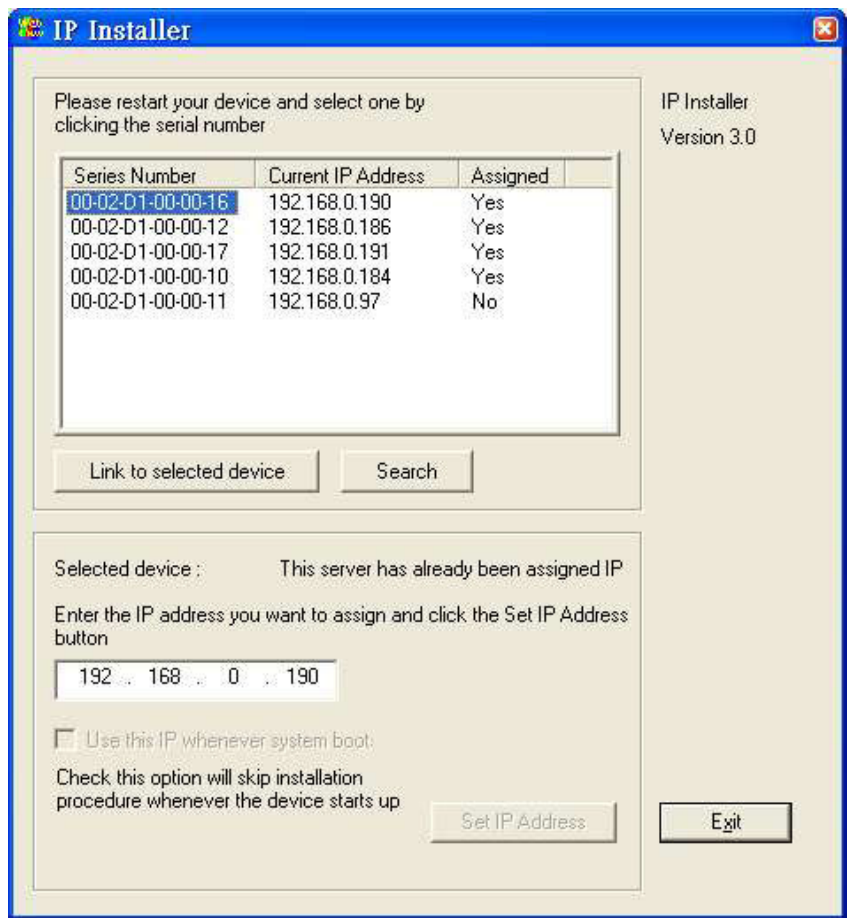 IP Installer
Please restart your device and select one by
clicking the serial number
IP Installer
Version 3.0
Series Number Current IP Address Assigned
00-02-D1-00-00-16 192.168.0.190 Yes
00-02-D1-00-00-12 192.168.0.186 Yes
00-02-D1-00-00-17 192.168.0.191 Yes
00-02-D1-00-00-10 192.168.0.184 Yes
00-02-D1-00-00-11 192.168.0.97 No
Link to selected device Search
Selected device : This server has already been assigned IP
Enter the IP address you want to assign and click the Set IP Address
button
192 . 168 . 0 . 190
Use this IP whenever system boot.
Check this option will skip installation
procedure whenever the device starts up
Set IP Address
Exit